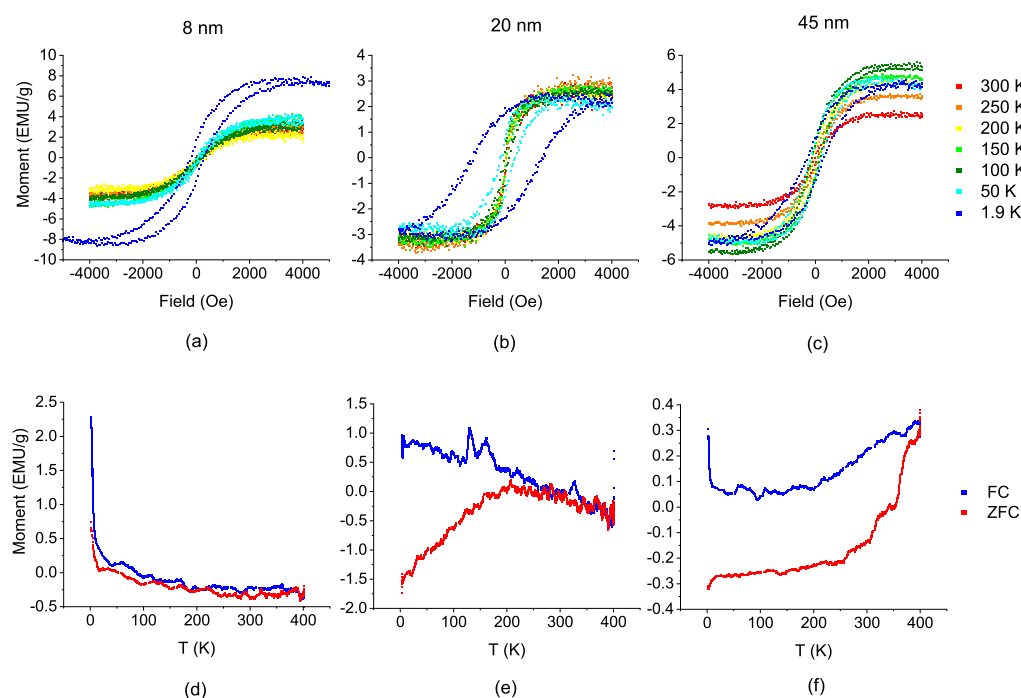 8 nm
20 nm
45 nm
Moment (EMU/g)
10
8
6
4
2
0
-2
-4
-6
-8
-10
-4000 -2000 0 2000 4000
Field (Oe)
(a)
4
3
2
1
0
-1
-2
-3
-4
-4000 -2000 0 2000 4000
Field (Oe)
(b)
6
4
2
0
-2
-4
-6
-4000 -2000 0 2000 4000
Field (Oe)
(c)
300 K
250 K
200 K
150 K
100 K
50 K
1.9 K
Moment (EMU/g)
2.5
2.0
1.5
1.0
0.5
0.0
-0.5
0 100 200 300 400
T (K)
(d)
1.5
1.0
0.5
0.0
-0.5
-1.0
-1.5
-2.0
0 100 200 300 400
T (K)
(e)
0.4
0.3
0.2
0.1
0.0
-0.1
-0.2
-0.3
-0.4
0 100 200 300 400
T (K)
(f)
FC
ZFC